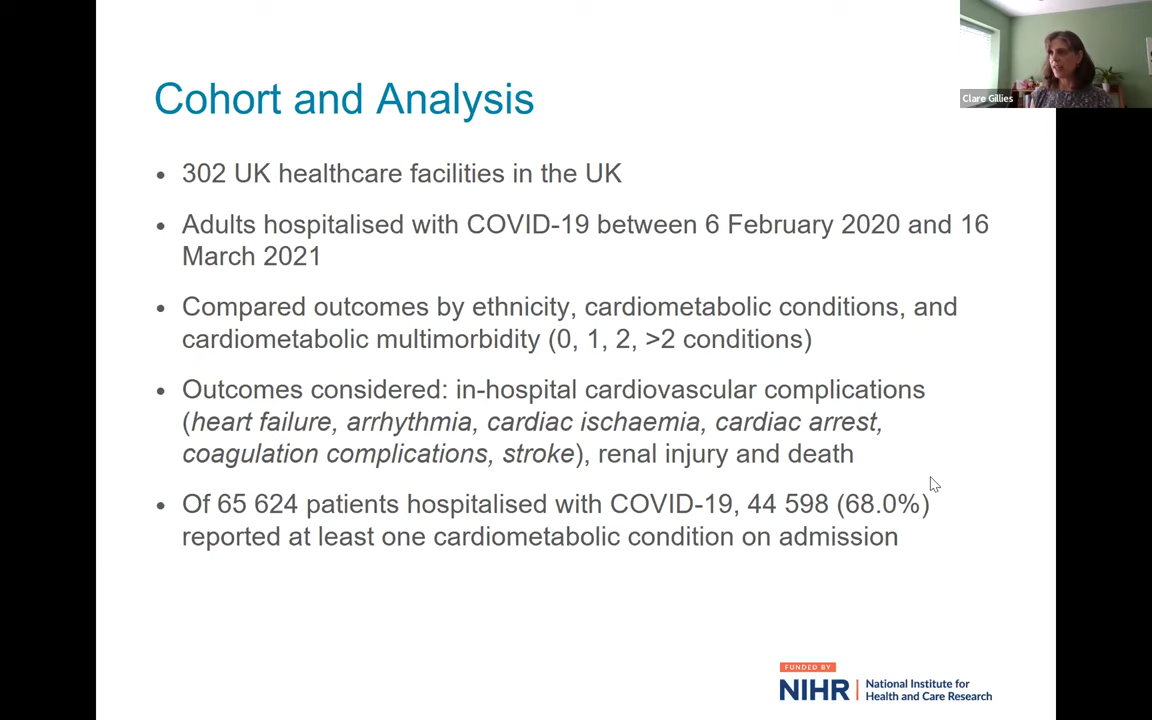 Clare Gillies
Cohort and Analysis
• 302 UK healthcare facilities in the UK
• Adults hospitalised with COVID-19 between 6 February 2020 and 16
March 2021
• Compared outcomes by ethnicity, cardiometabolic conditions, and
cardiometabolic multimorbidity (0, 1, 2, >2 conditions)
• Outcomes considered: in-hospital cardiovascular complications
(heart failure, arrhythmia, cardiac ischaemia, cardiac arrest,
coagulation complications, stroke), renal injury and death
• Of 65 624 patients hospitalised with COVID-19, 44 598 (68.0%)
reported at least one cardiometabolic condition on admission
FUNDED BY
NIHR | National Institute for
Health and Care Research